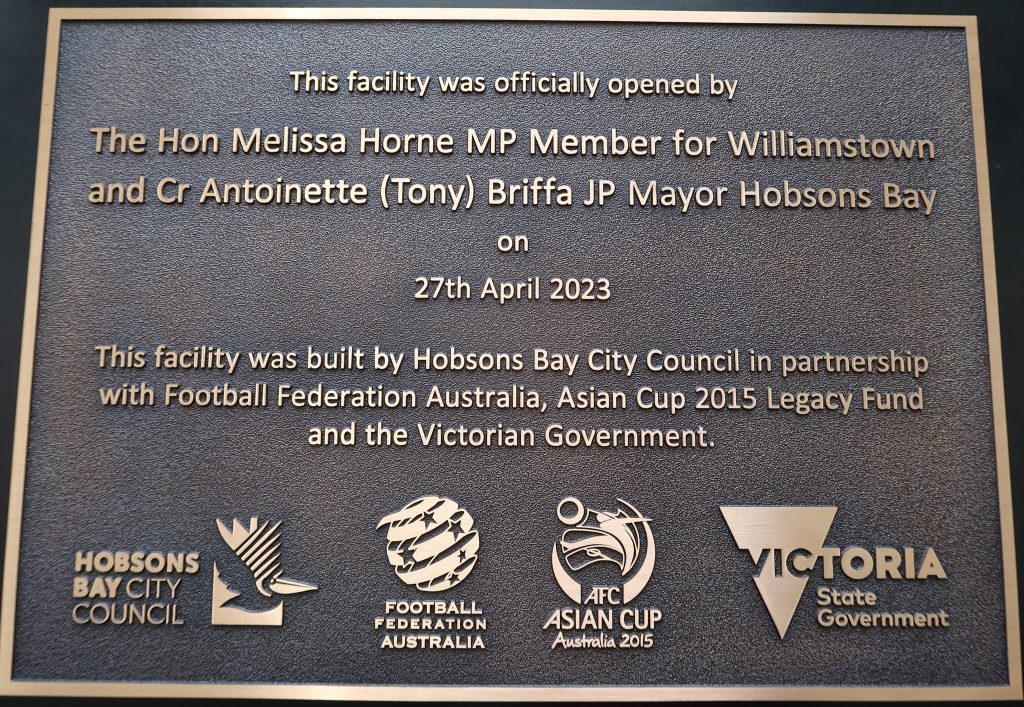 This facility was officially opened by
The Hon Melissa Horne MP Member for Williamstown
and Cr Antoinette (Tony) Briffa JP Mayor Hobsons Bay
on
27th April 2023
This facility was built by Hobsons Bay City Council in partnership
with Football Federation Australia, Asian Cup 2015 Legacy Fund
and the Victorian Government.
HOBSONS
BAY CITY
COUNCIL
FOOTBALL
FEDERATION
AUSTRALIA
AFC
ASIAN CUP
Australia 2015
VICTORIA
State
Government